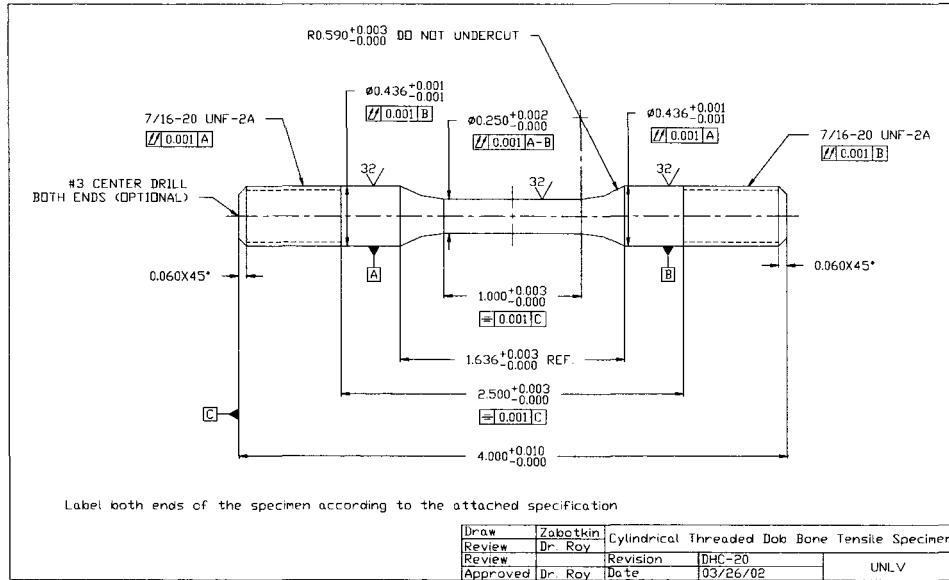 R0.590 +0.003 -0.000 DO NOT UNDERCUT
ø0.436 +0.001 -0.001
⌰ 0.001 B
ø0.250 +0.002 -0.000
⌰ 0.001 A-B
ø0.436 +0.001 -0.001
⌰ 0.001 A
7/16-20 UNF-2A
⌰ 0.001 A
7/16-20 UNF-2A
⌰ 0.001 B
#3 CENTER DRILL
BOTH ENDS (OPTIONAL)
32
32
32
0.060X45°
A
B
0.060X45°
1.000 +0.003 -0.000
⌯ 0.001 C
1.636 +0.003 -0.000 REF.
2.500 +0.003 -0.000
⌯ 0.001 C
C
4.000 +0.010 -0.000
Label both ends of the specimen according to the attached specification
Draw Zabotkin Cylindrical Threaded Dob Bone Tensile Specimen
Review Dr. Roy
Review Revision DHC-20 UNLV
Approved Dr. Roy Date 03/26/02